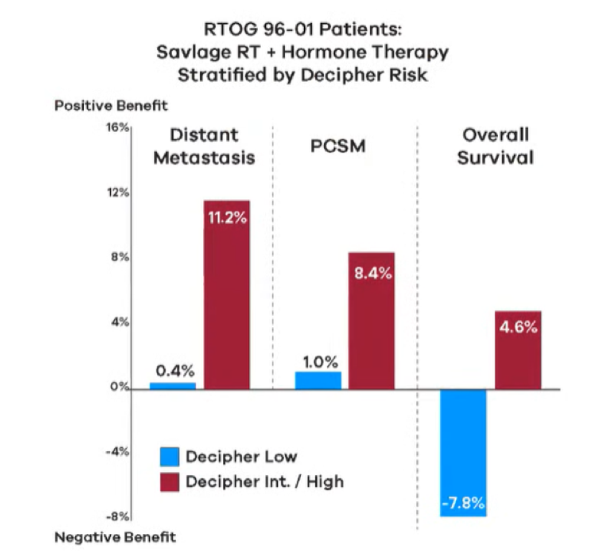 RTOG 96-01 Patients:
Savlage RT + Hormone Therapy
Stratified by Decipher Risk
Positive Benefit
16%
Distant
Metastasis
PCSM
Overall
Survival
12%
11.2%
8%
8.4%
4%
4.6%
0.4%
1.0%
0%
-4%
Decipher Low
Decipher Int. / High
-7.8%
-8%
Negative Benefit